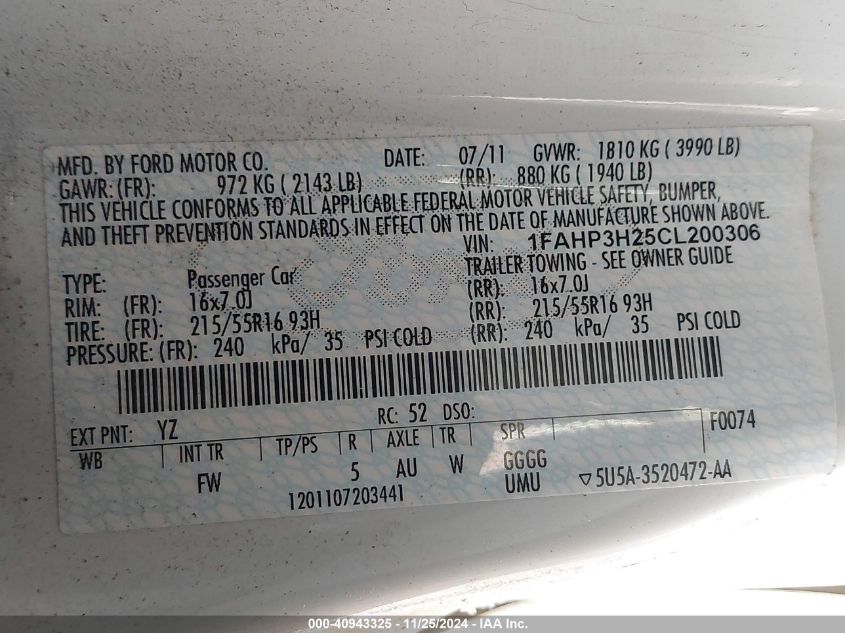 MFD. BY FORD MOTOR CO. DATE: 07/11 GVWR: 1810 KG ( 3990 LB)
GAWR: (FR): 972 KG ( 2143 LB) (RR): 880 KG ( 1940 LB)
THIS VEHICLE CONFORMS TO ALL APPLICABLE FEDERAL MOTOR VEHICLE SAFETY, BUMPER,
AND THEFT PREVENTION STANDARDS IN EFFECT ON THE DATE OF MANUFACTURE SHOWN ABOVE.
VIN: 1FAHP3H25CL200306
TYPE: Passenger Car TRAILER TOWING - SEE OWNER GUIDE
RIM: (FR): 16x7.0J (RR): 16x7.0J
TIRE: (FR): 215/55R16 93H (RR): 215/55R16 93H
PRESSURE: (FR): 240 kPa/ 35 PSI COLD (RR): 240 kPa/ 35 PSI COLD
EXT PNT: YZ RC: 52 DSO: F0074
WB INT TR TP/PS R AXLE TR SPR
FW 5 AU W GGGG
1201107203441 UMU ▽5U5A-3520472-AA
000-40943325 - 11/25/2024 - IAAI Inc.